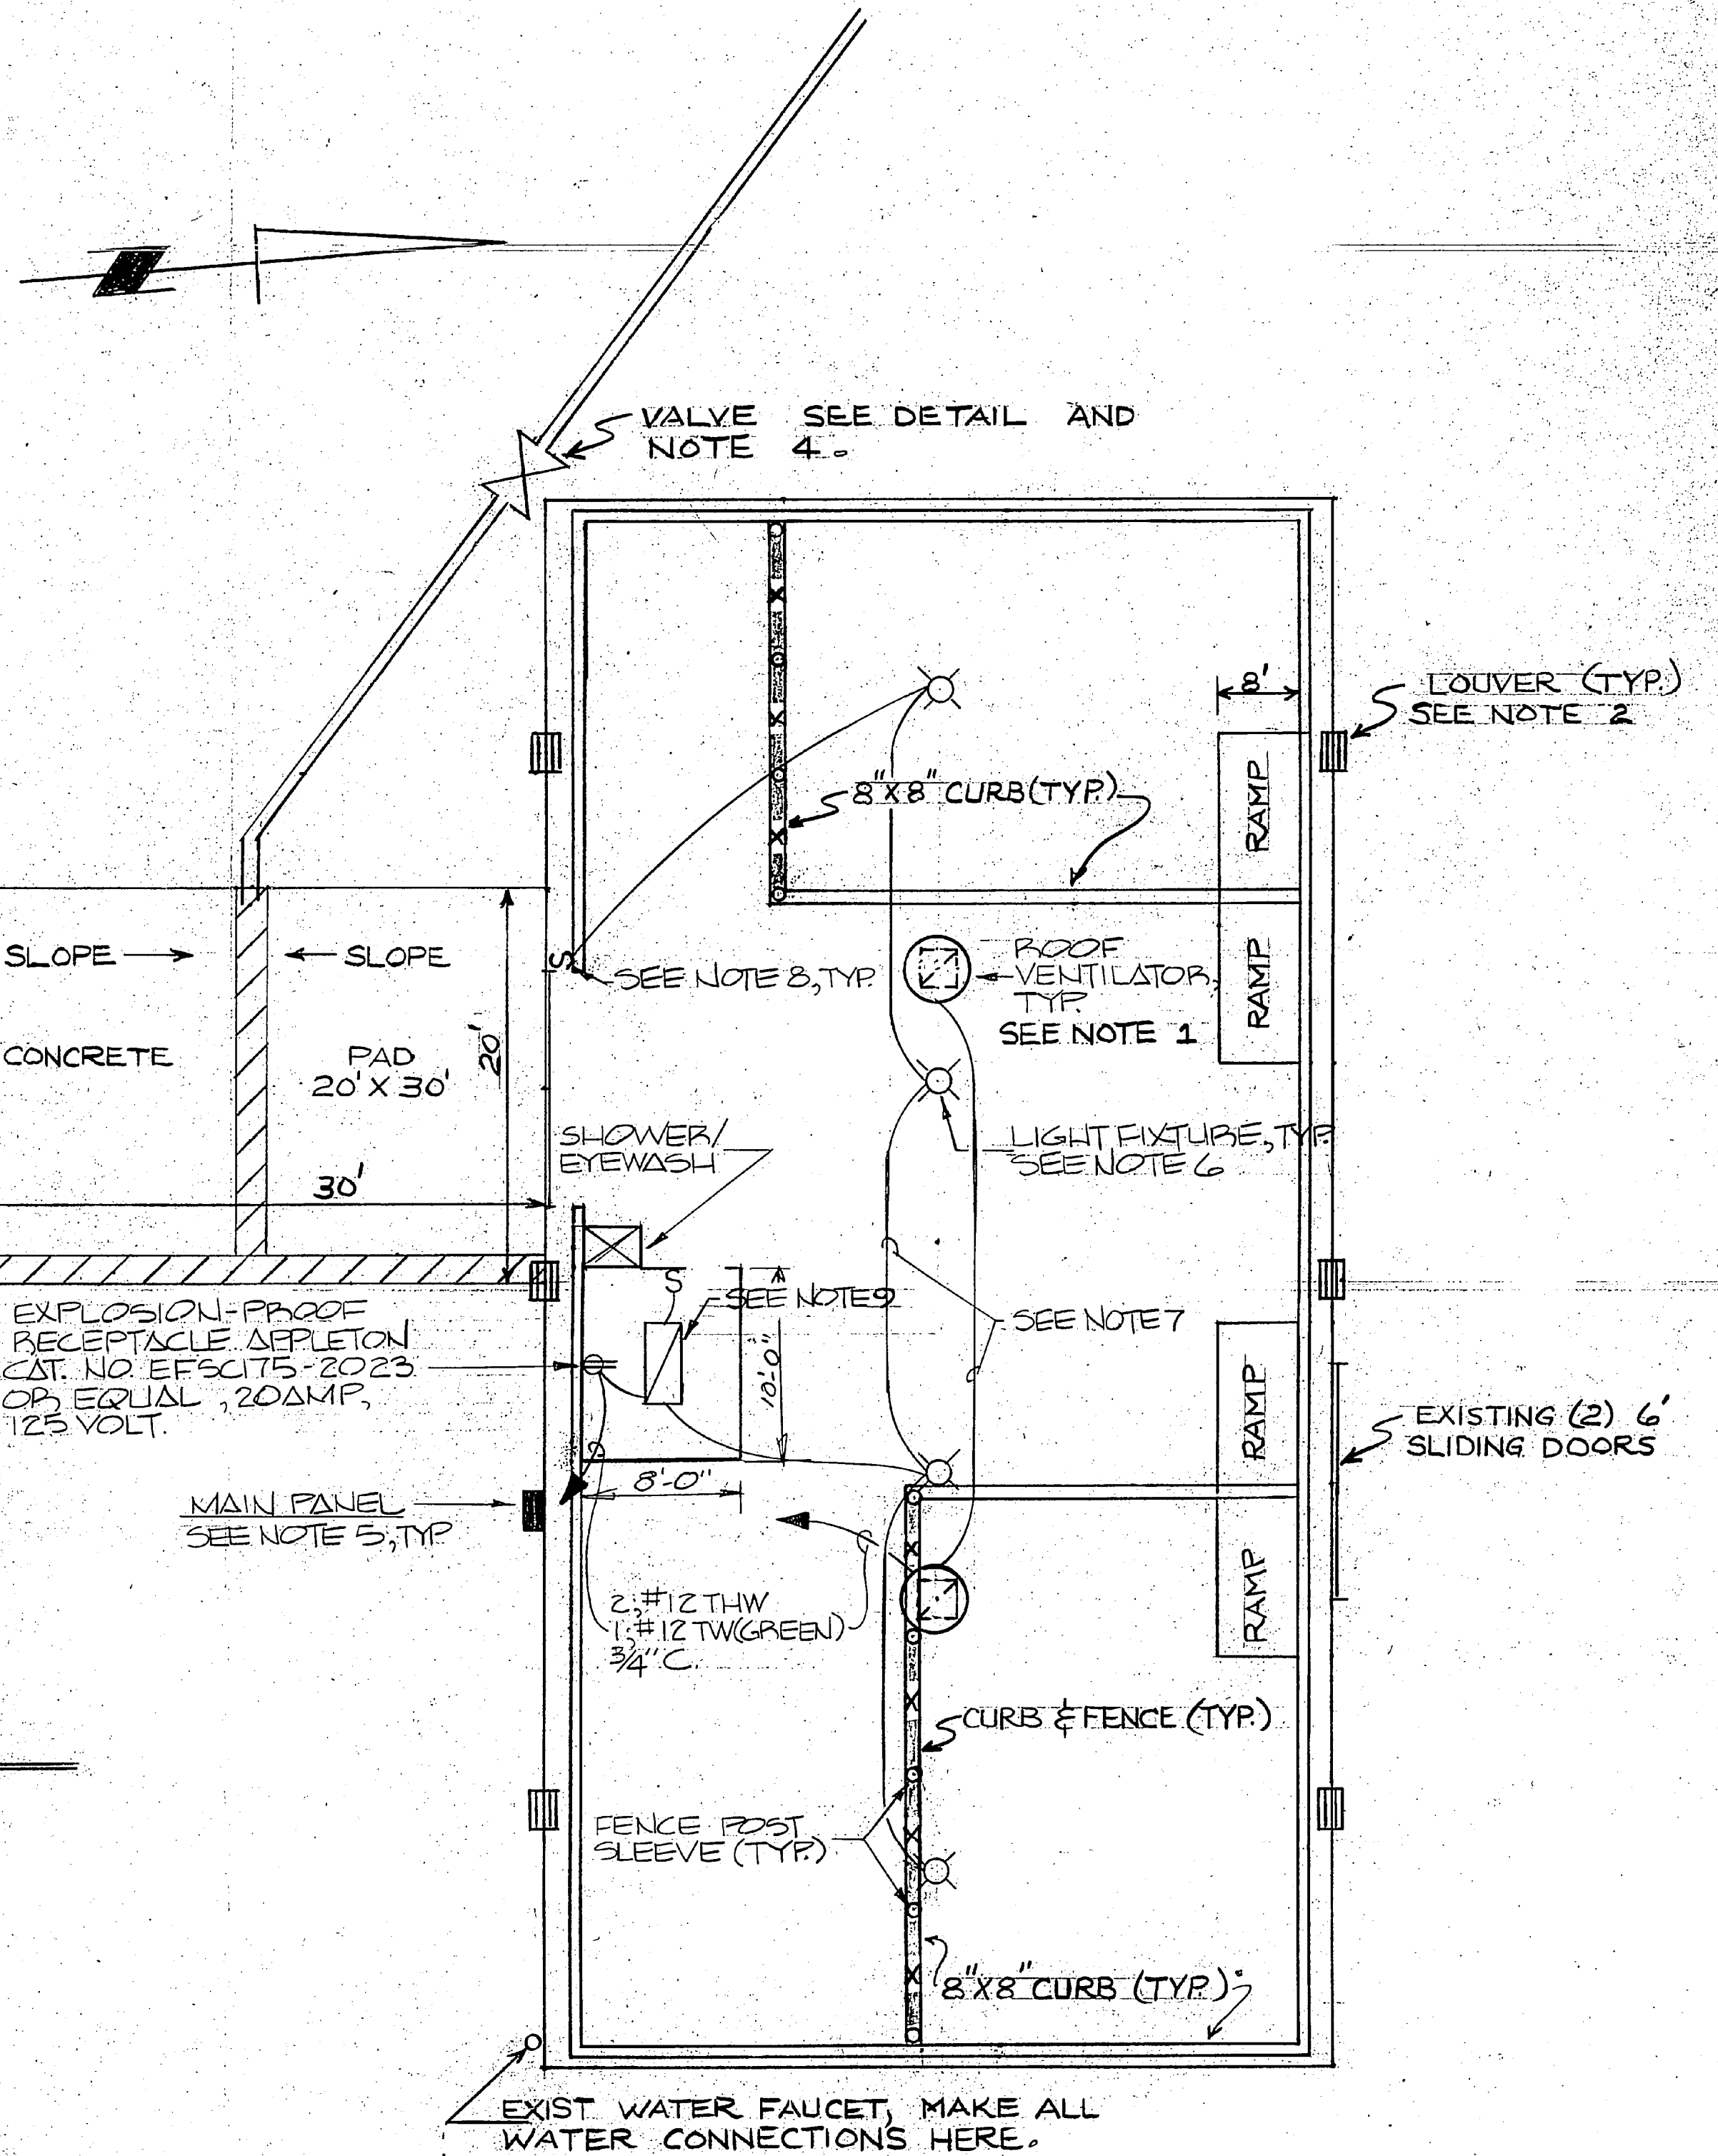 N
VALVE SEE DETAIL AND
NOTE 4.
8'
LOUVER (TYP.)
SEE NOTE 2
RAMP
8"X8" CURB (TYP.)
SLOPE
SLOPE
S
SEE NOTE 8, TYP.
ROOF
VENTILATOR,
TYP.
SEE NOTE 1
RAMP
CONCRETE
PAD
20' X 30'
20'
SHOWER/
EYEWASH
LIGHT FIXTURE, TYP.
SEE NOTE 6
30'
S
SEE NOTE 9
EXPLOSION-PROOF
RECEPTACLE APPLETON
CAT. NO. EFSC175-2023
OR EQUAL, 20AMP,
125 VOLT.
10'-0"
SEE NOTE 7
RAMP
EXISTING (2) 6'
SLIDING DOORS
8'-0"
MAIN PANEL
SEE NOTE 5, TYP
2;#12 THW
1;#12 TW(GREEN)
3/4" C.
RAMP
CURB & FENCE (TYP.)
FENCE POST
SLEEVE (TYP.)
8"X8" CURB (TYP.)
EXIST WATER FAUCET, MAKE ALL
WATER CONNECTIONS HERE.